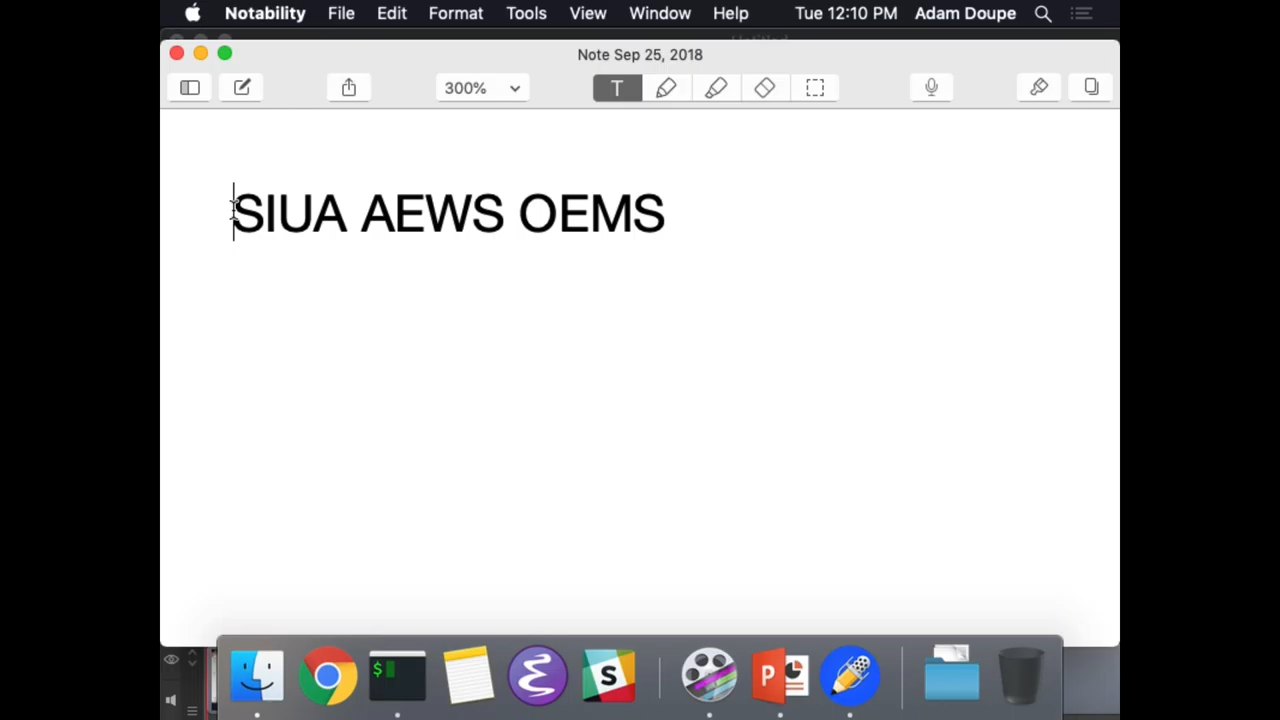 Notability File Edit Format Tools View Window Help Tue 12:10 PM Adam Doupe
Note Sep 25, 2018
300% T
SIUA AEWS OEMS
$ S P